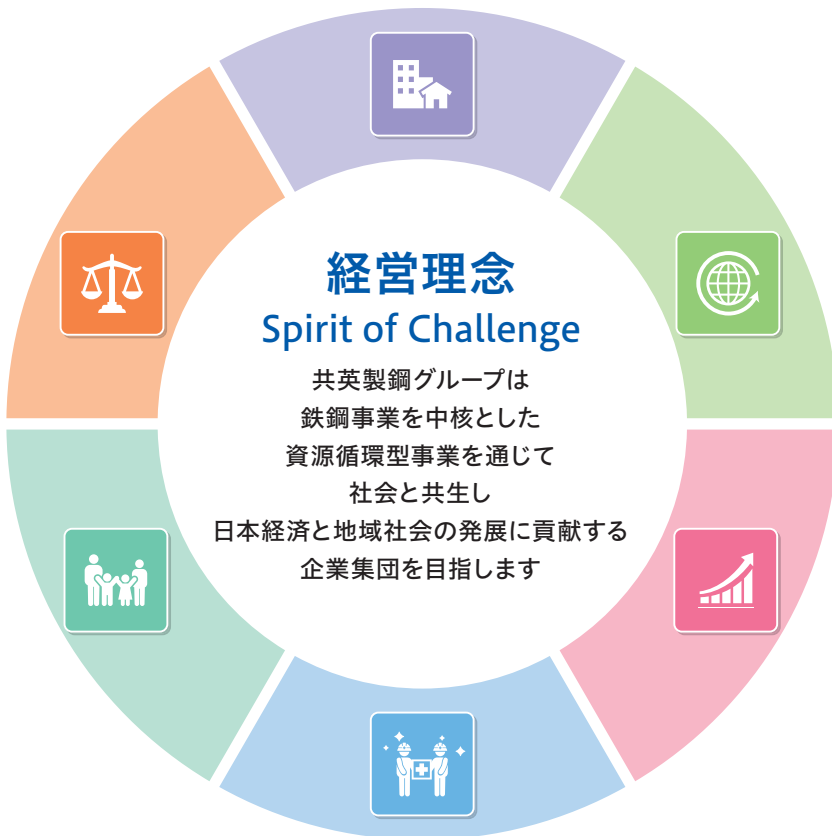 経営理念
Spirit of Challenge
共英製鋼グループは
鉄鋼事業を中核とした
資源循環型事業を通じて
社会と共生し
日本経済と地域社会の発展に貢献する
企業集団を目指します